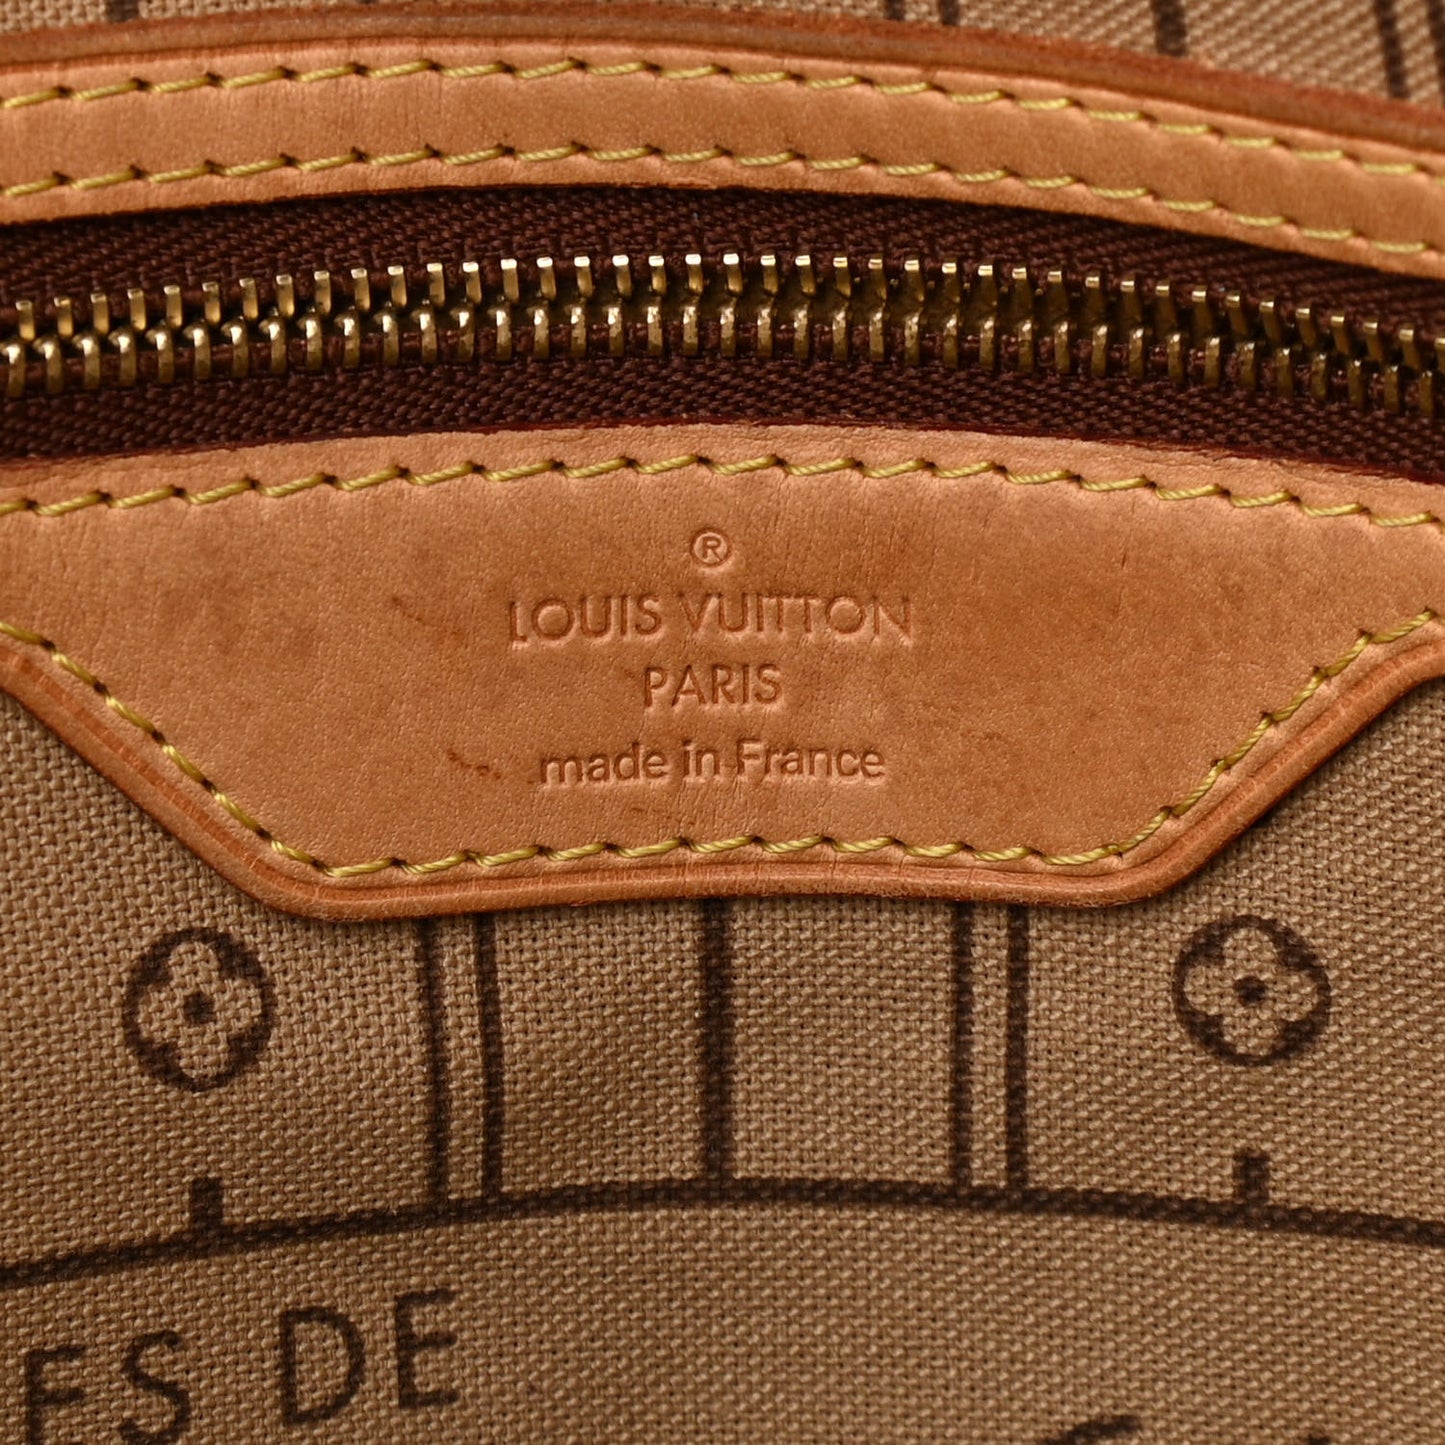 ®
LOUIS VUITTON
PARIS
made in France
ES DE